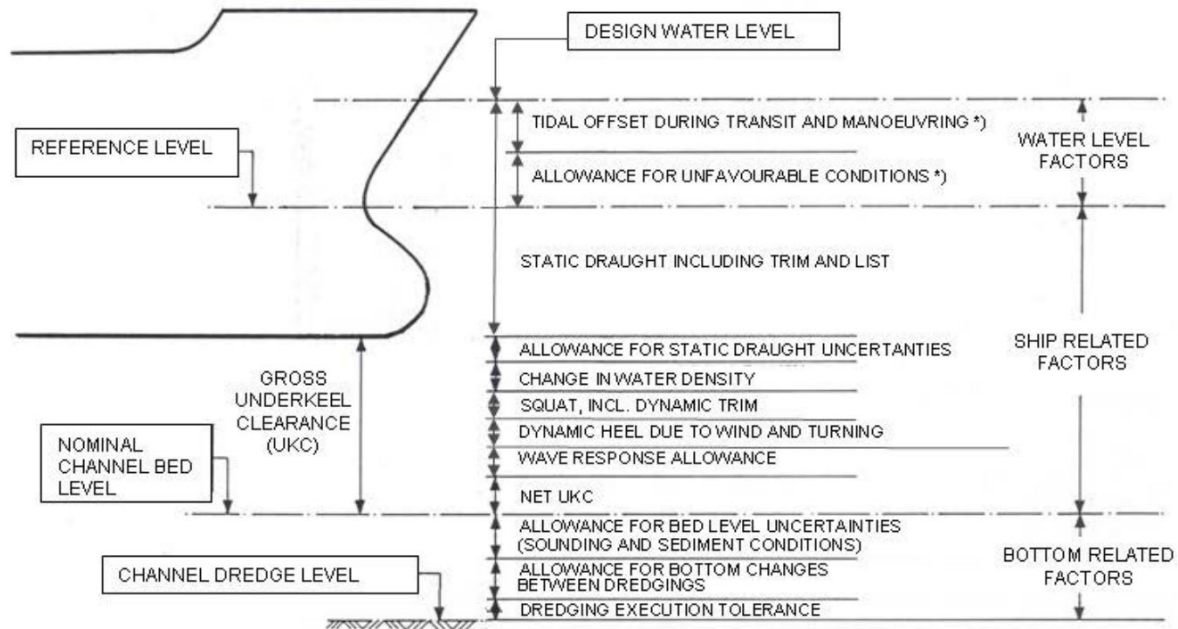 DESIGN WATER LEVEL
TIDAL OFFSET DURING TRANSIT AND MANOEUVRING *)
REFERENCE LEVEL
WATER LEVEL
FACTORS
ALLOWANCE FOR UNFAVOURABLE CONDITIONS *)
STATIC DRAUGHT INCLUDING TRIM AND LIST
SHIP RELATED
FACTORS
ALLOWANCE FOR STATIC DRAUGHT UNCERTANTIES
CHANGE IN WATER DENSITY
SQUAT, INCL. DYNAMIC TRIM
DYNAMIC HEEL DUE TO WIND AND TURNING
WAVE RESPONSE ALLOWANCE
NET UKC
GROSS
UNDERKEEL
CLEARANCE
(UKC)
NOMINAL
CHANNEL BED
LEVEL
ALLOWANCE FOR BED LEVEL UNCERTAINTIES
(SOUNDING AND SEDIMENT CONDITIONS)
ALLOWANCE FOR BOTTOM CHANGES
BETWEEN DREDGINGS
DREDGING EXECUTION TOLERANCE
BOTTOM RELATED
FACTORS
CHANNEL DREDGE LEVEL